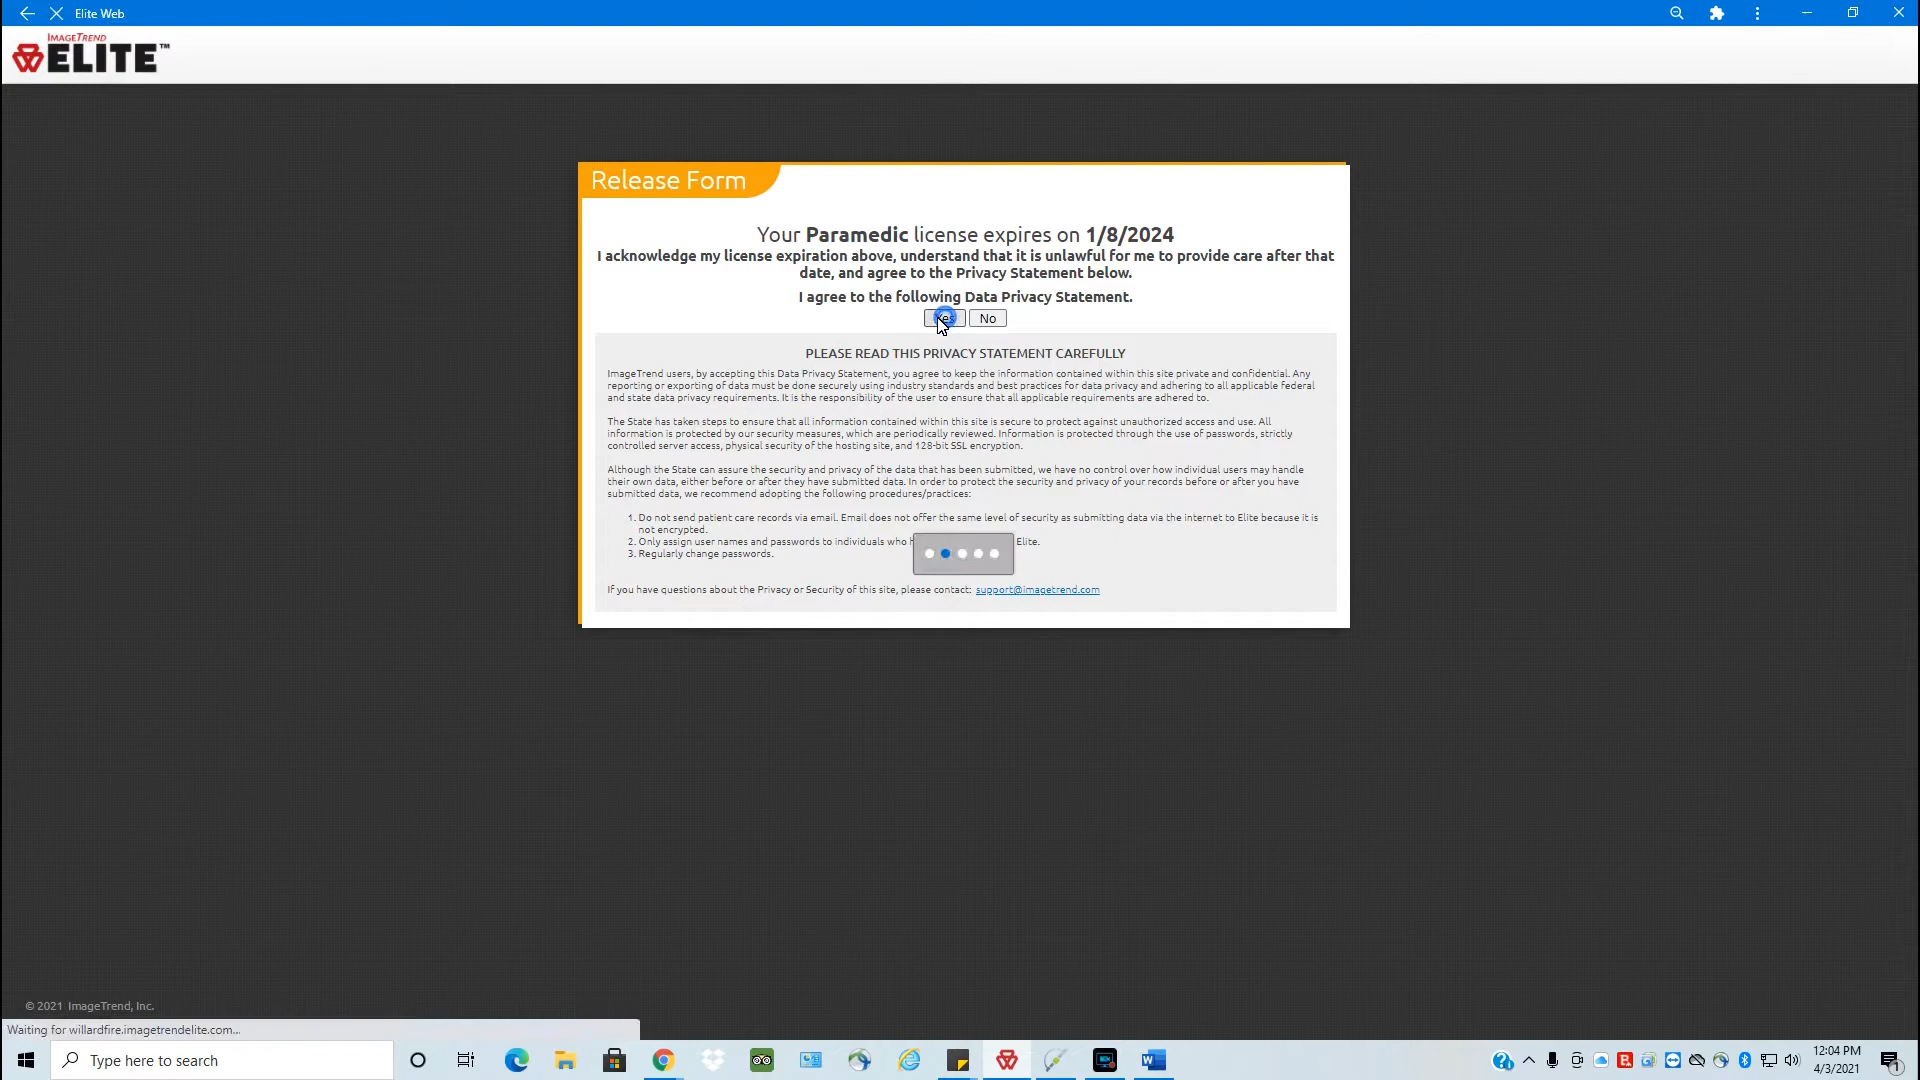 Elite Web
IMAGETREND
ELITE™
Release Form
Your Paramedic license expires on 1/8/2024
I acknowledge my license expiration above, understand that it is unlawful for me to provide care after that
date, and agree to the Privacy Statement below.
I agree to the following Data Privacy Statement.
Yes No
PLEASE READ THIS PRIVACY STATEMENT CAREFULLY
ImageTrend users, by accepting this Data Privacy Statement, you agree to keep the information contained within this site private and confidential. Any
reporting or exporting of data must be done securely using industry standards and best practices for data privacy and adhering to all applicable federal
and state data privacy requirements. It is the responsibility of the user to ensure that all applicable requirements are adhered to.
The State has taken steps to ensure that all information contained within this site is secure to protect against unauthorized access and use. All
information is protected by our security measures, which are periodically reviewed. Information is protected through the use of passwords, strictly
controlled server access, physical security of the hosting site, and 128-bit SSL encryption.
Although the State can assure the security and privacy of the data that has been submitted, we have no control over how individual users may handle
their own data, either before or after they have submitted data. In order to protect the security and privacy of your records before or after you have
submitted data, we recommend adopting the following procedures/practices:
1. Do not send patient care records via email. Email does not offer the same level of security as submitting data via the internet to Elite because it is
not encrypted.
2. Only assign user names and passwords to individuals who Elite.
3. Regularly change passwords.
If you have questions about the Privacy or Security of this site, please contact: support@imagetrend.com
© 2021 ImageTrend, Inc.
Waiting for willardfire.imagetrendelite.com...
Type here to search
12:04 PM
4/3/2021